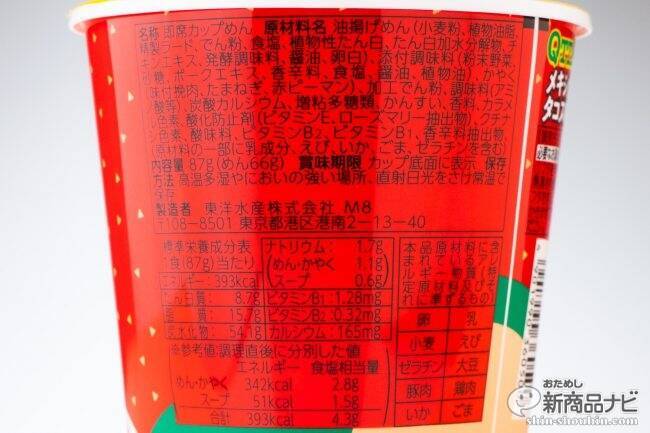 名称 即席カップめん 原材料名 油揚げめん(小麦粉、植物油脂、
精製ラード、でん粉、食塩、植物性たん白、たん白加水分解物、チ
キンエキス、発酵調味料、醤油、卵白)、添付調味料(粉末野菜、
砂糖、ポークエキス、香辛料、食塩、醤油、植物油)、かやく
(味付挽肉、たまねぎ、赤ピーマン)、加工でん粉、調味料(アミ
ノ酸等)、炭酸カルシウム、増粘多糖類、かんすい、香料、カラメ
ル色素、酸化防止剤(ビタミンE、ローズマリー抽出物)、クチナ
シ色素、酸味料、ビタミンB2、ビタミンB1、香辛料抽出物、
(原材料の一部に乳成分、えび、いか、ごま、ゼラチンを含む)
内容量 87g(めん66g) 賞味期限 カップ底面に表示 保存
方法 高温多湿やにおいの強い場所、直射日光をさけ常温で
保存
製造者 東洋水産株式会社 M8
〒108-8501 東京都港区港南2-13-40
標準栄養成分表
1食(87g)当たり
エネルギー: 393kcal
たん白質: 8.7g
脂質: 15.7g
炭水化物: 54.1g
ナトリウム: 1.7g
(めん・かやく 1.1g)
スープ 0.6g
ビタミンB1: 1.28mg
ビタミンB2: 0.32mg
カルシウム: 165mg
※参考値:調理直後に分別した値
エネルギー 食塩相当量
めん・かやく 342kcal 2.8g
スープ 51kcal 1.5g
合計 393kcal 4.3g
本品原材料に含
まれているアレ
ルギー物質(特
定原材料及びそ
れに準ずるもの)
卵 乳
小麦 えび
ゼラチン 大豆
豚肉 鶏肉
いか ごま
メキシ
タコス
おためし
新商品ナビ
shin-shouhin.com